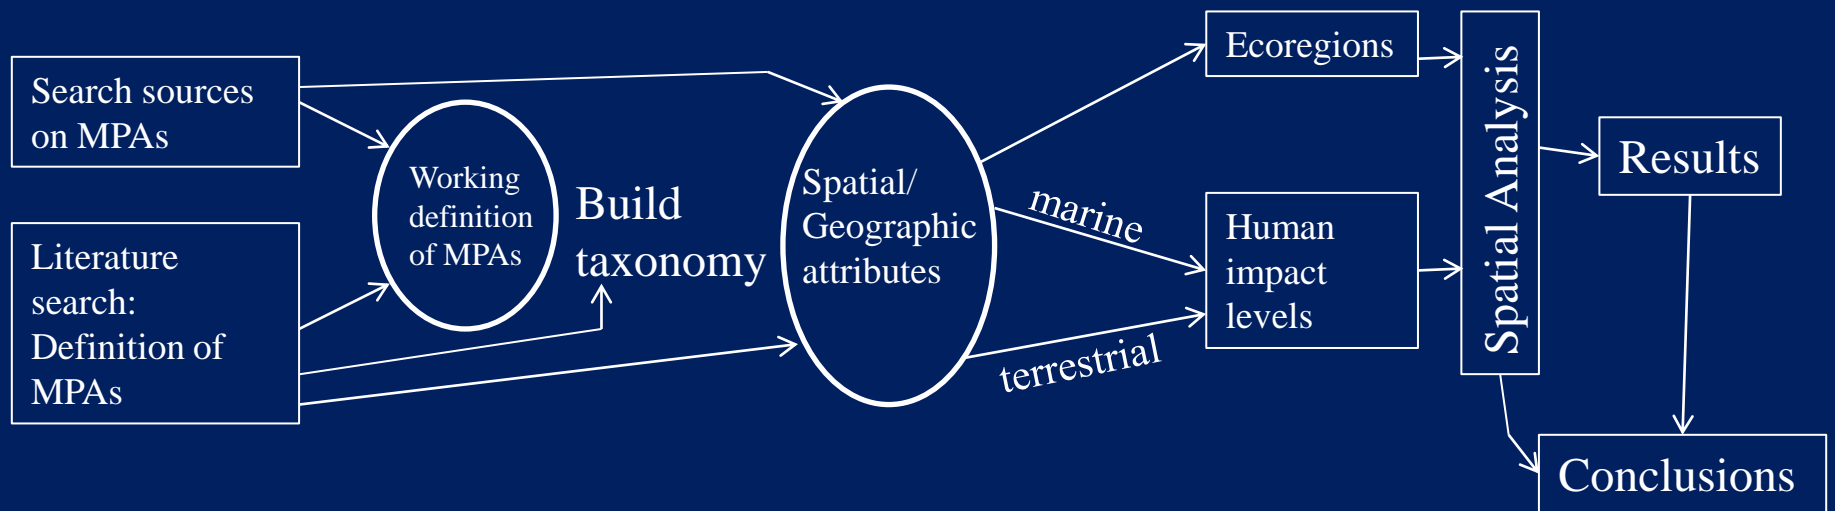 Search sources
on MPAs
Literature
search:
Definition of
MPAs
Working
definition
of MPAs
Build
taxonomy
Spatial/
Geographic
attributes
marine
terrestrial
Ecoregions
Human
impact
levels
Spatial Analysis
Results
Conclusions